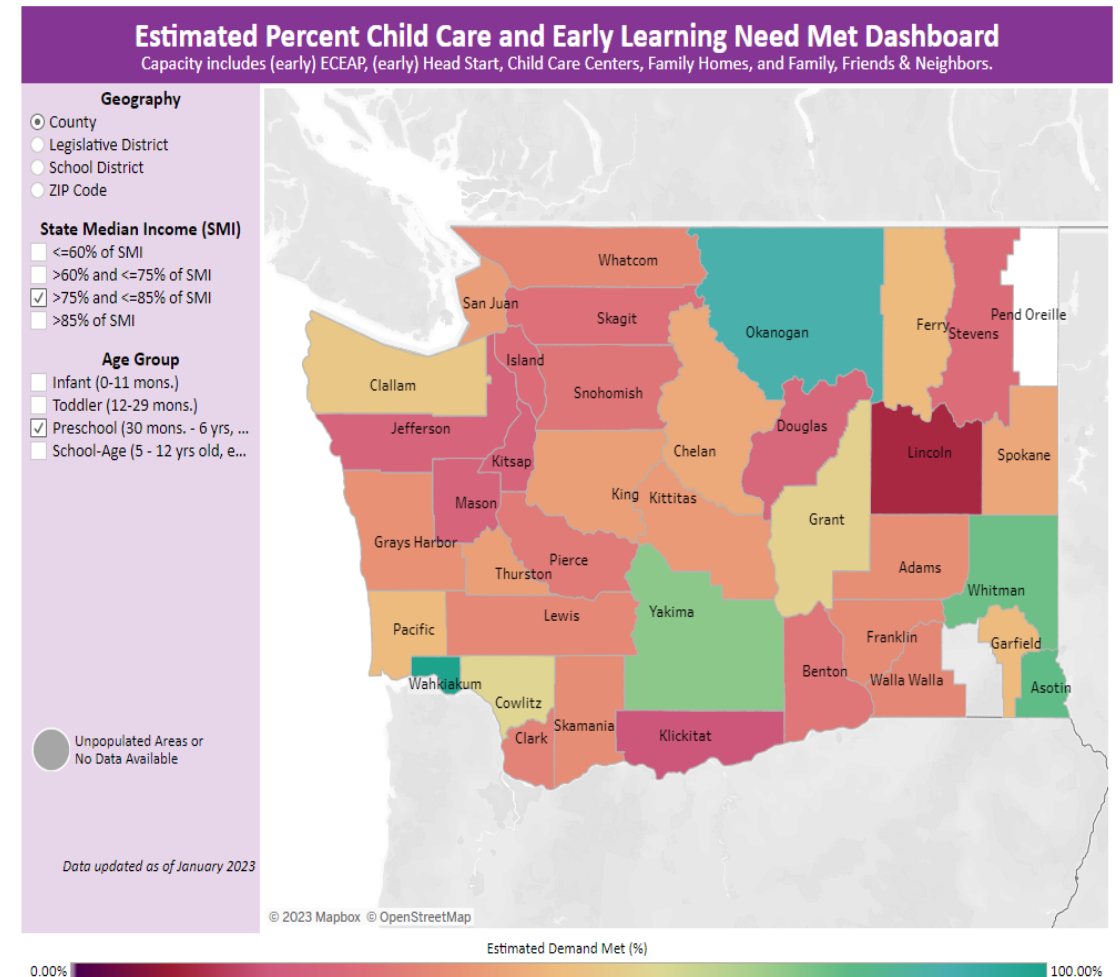 Estimated Percent Child Care and Early Learning Need Met Dashboard
Capacity includes (early) ECEAP, (early) Head Start, Child Care Centers, Family Homes, and Family, Friends & Neighbors.
Geography
County
Legislative District
School District
ZIP Code
State Median Income (SMI)
<=60% of SMI
>60% and <=75% of SMI
>75% and <=85% of SMI
>85% of SMI
Age Group
Infant (0-11 mons.)
Toddler (12-29 mons.)
Preschool (30 mons. - 6 yrs, ...
School-Age (5 - 12 yrs old, e...
Unpopulated Areas or
No Data Available
Data updated as of January 2023
Whatcom
San Juan
Skagit
Okanogan
Ferry
Stevens
Pend Oreille
Island
Clallam
Snohomish
Jefferson
Douglas
Chelan
Lincoln
Spokane
Kitsap
King
Kittitas
Mason
Grant
Grays Harbor
Pierce
Thurston
Adams
Whitman
Yakima
Lewis
Pacific
Franklin
Garfield
Benton
Walla Walla
Asotin
Wahkiakum
Cowlitz
Skamania
Clark
Klickitat
© 2023 Mapbox © OpenStreetMap
Estimated Demand Met (%)
0.00%
100.00%